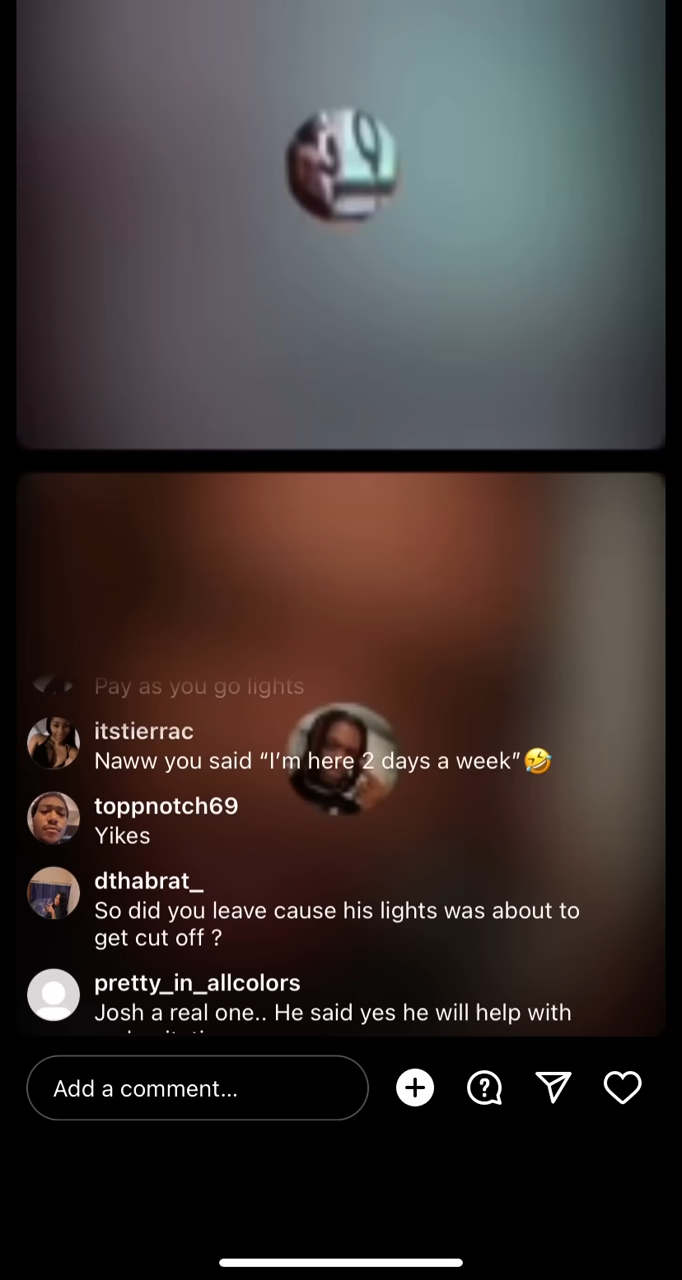 Pay as you go lights
itstierrac
Naww you said “I’m here 2 days a week”🤣
toppnotch69
Yikes
dthabrat_
So did you leave cause his lights was about to
get cut off ?
pretty_in_allcolors
Josh a real one.. He said yes he will help with
Add a comment...